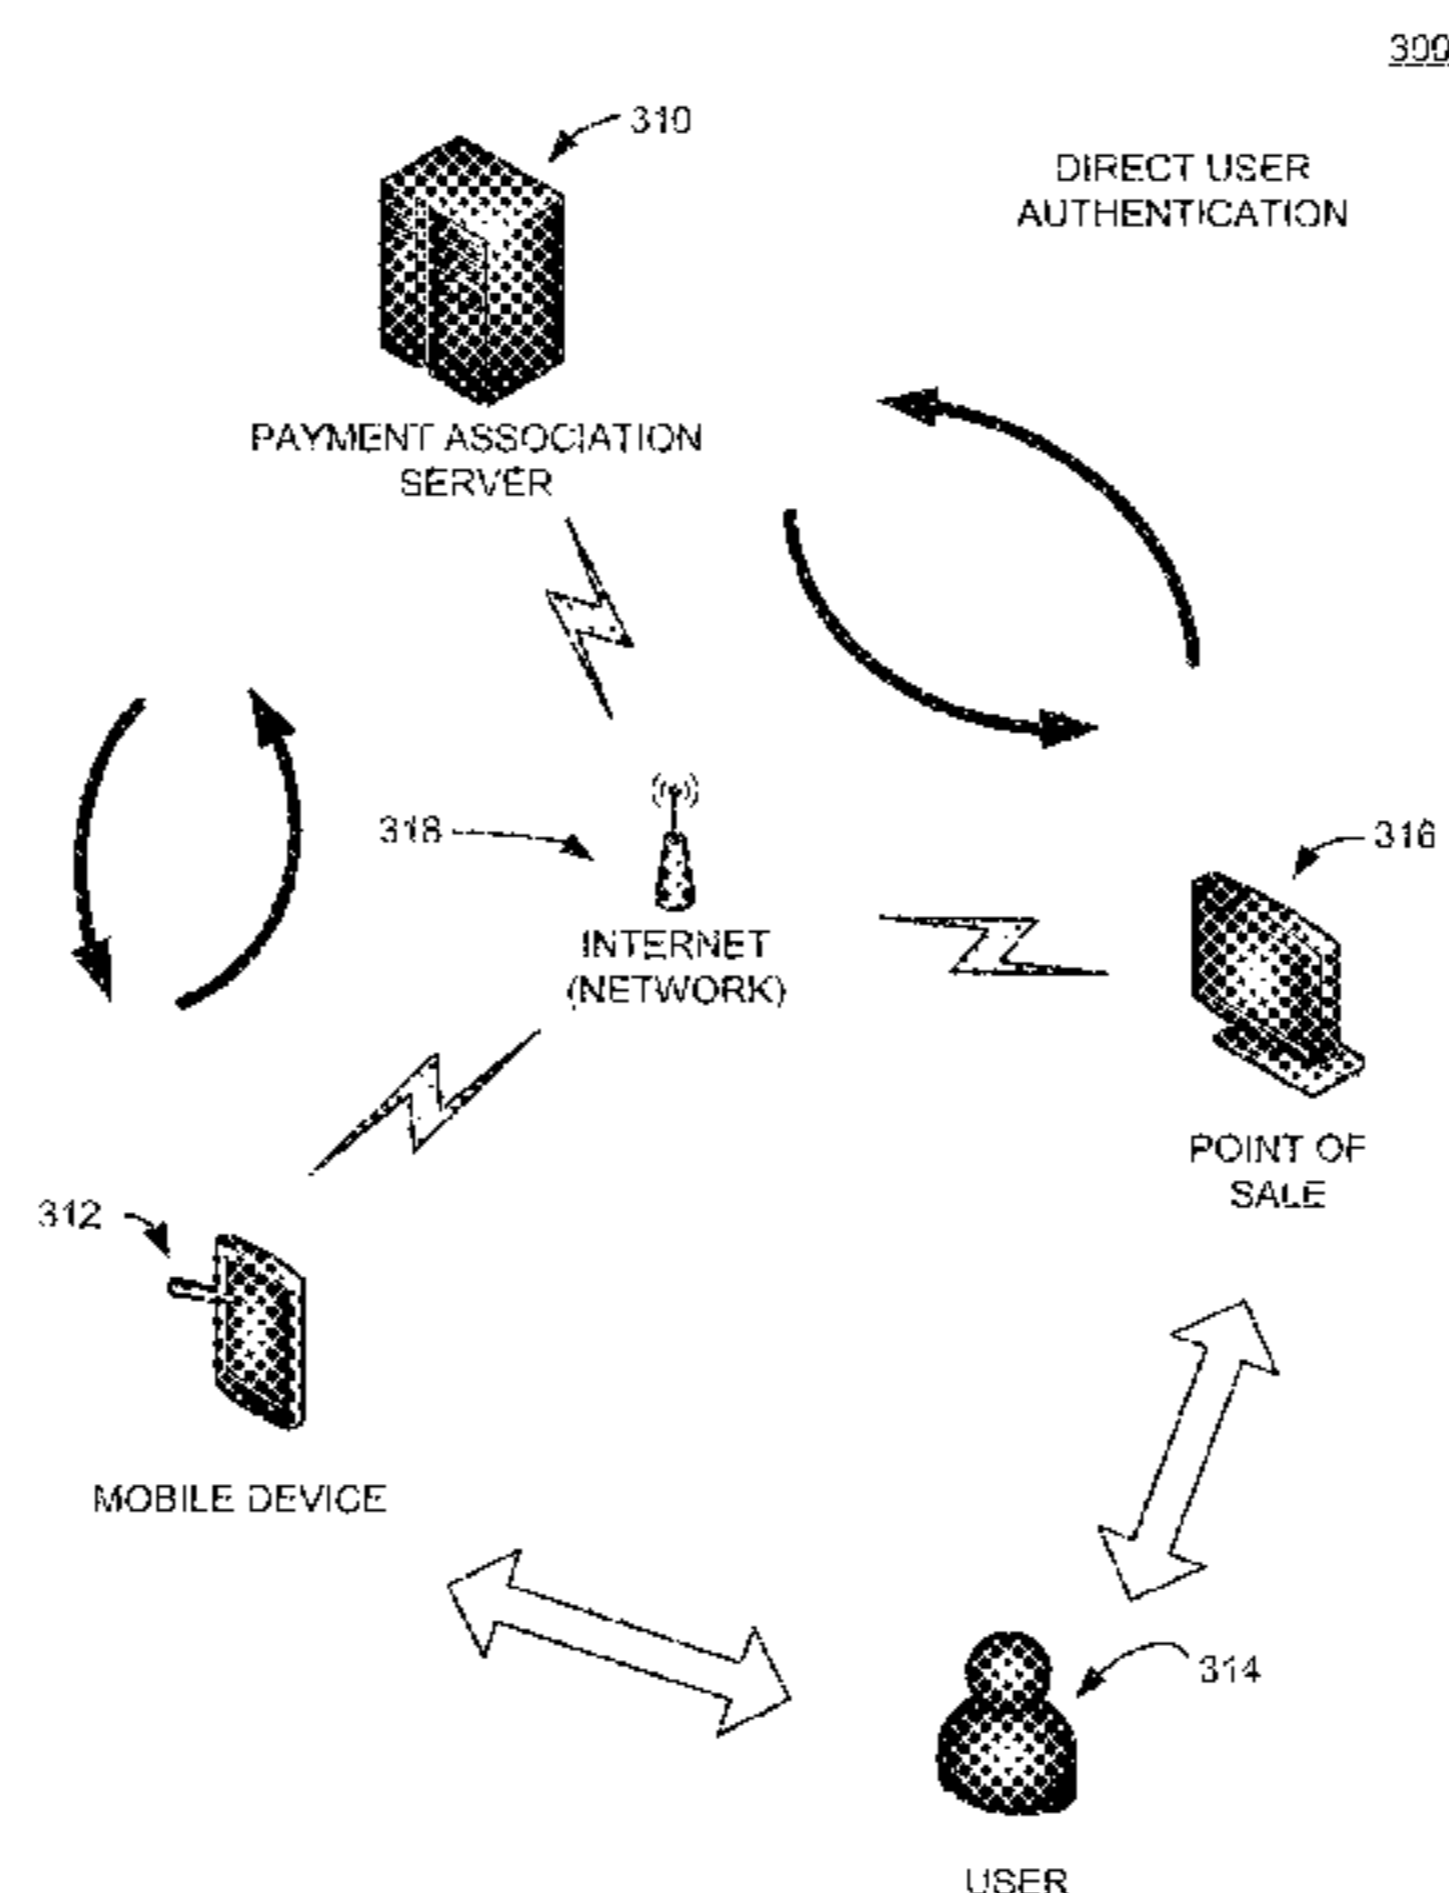 300
310
DIRECT USER
AUTHENTICATION
PAYMENT ASSOCIATION
SERVER
318
316
INTERNET
(NETWORK)
POINT OF
SALE
312
MOBILE DEVICE
314
USER